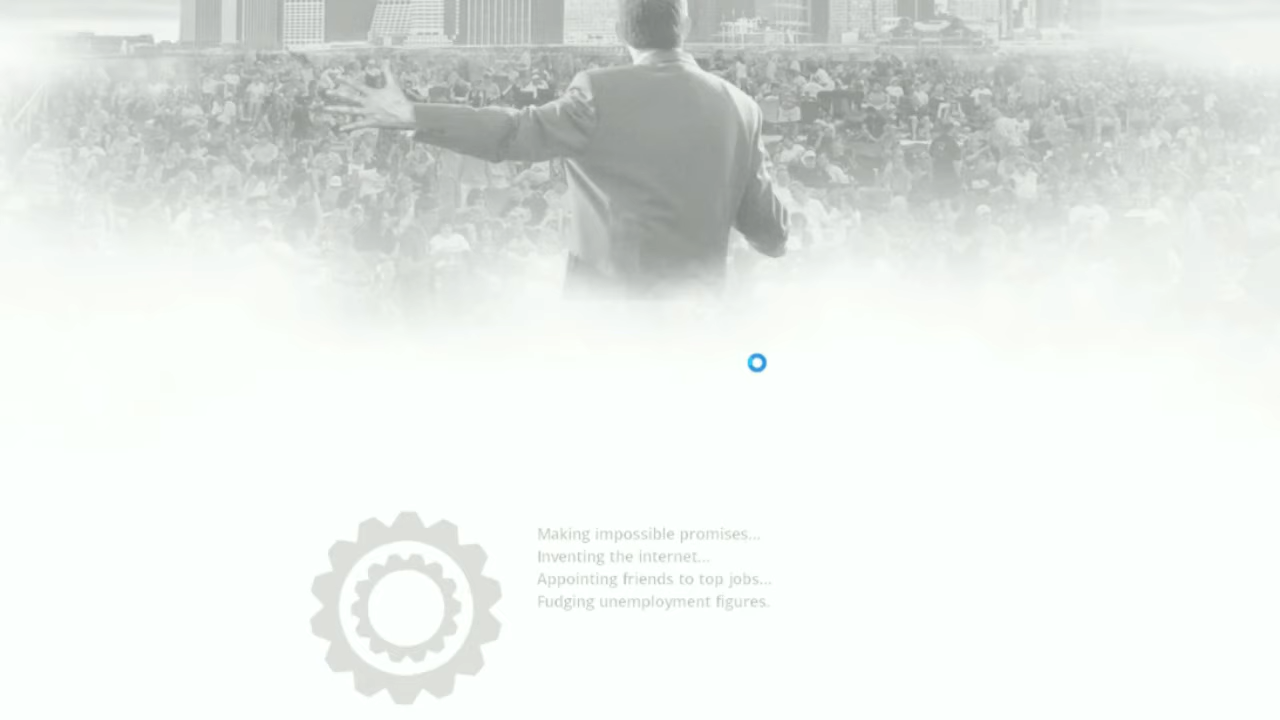 Making impossible promises...
Inventing the internet...
Appointing friends to top jobs...
Fudging unemployment figures.